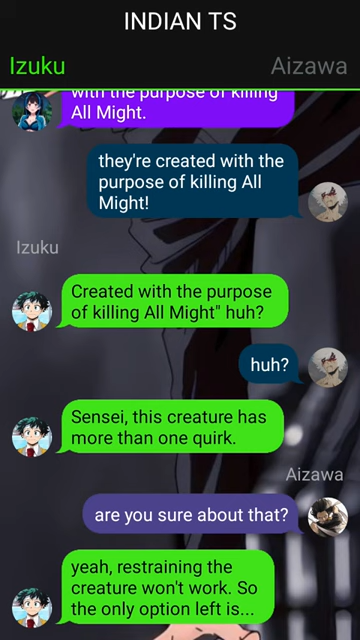 INDIAN TS
Izuku
Aizawa
with the purpose of killing
All Might.
they're created with the
purpose of killing All
Might!
Izuku
Created with the purpose
of killing All Might" huh?
huh?
Sensei, this creature has
more than one quirk.
Aizawa
are you sure about that?
yeah, restraining the
creature won't work. So
the only option left is...